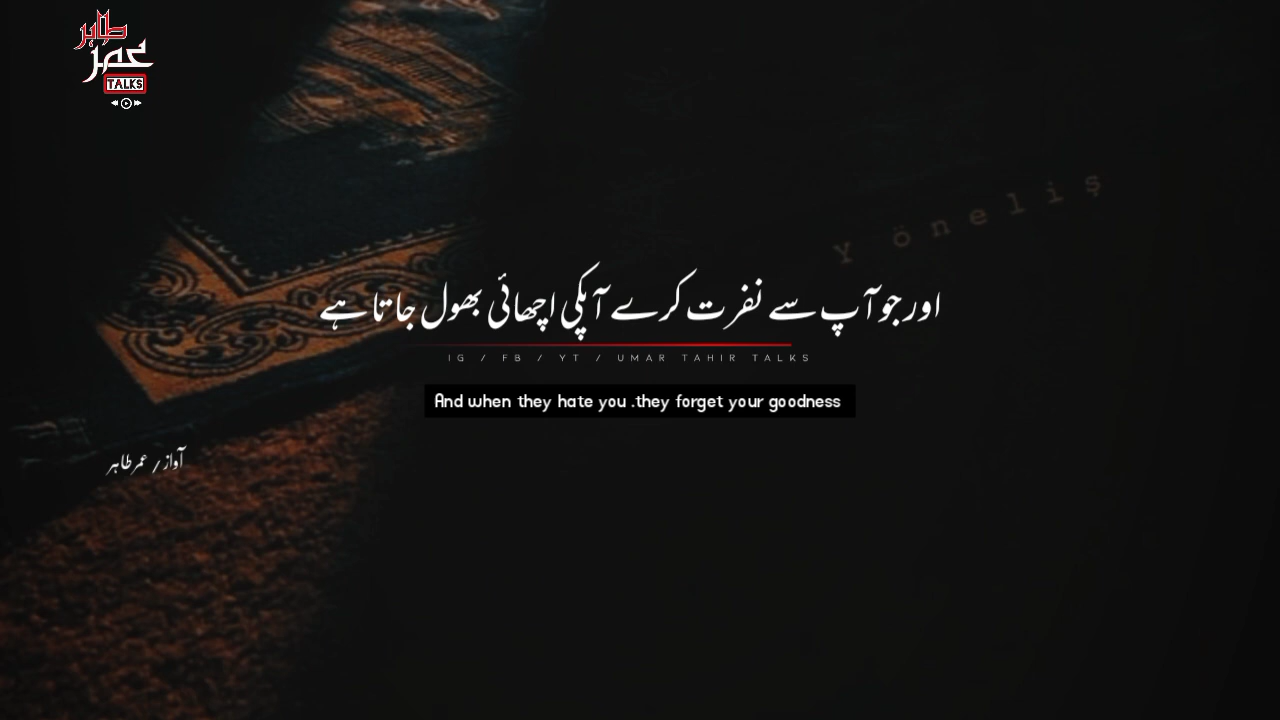 طاہر
عمر
TALKS
yöneliş
اور جو آپ سے نفرت کرے آپکی اچھائی بھول جاتا ہے
IG / FB / YT / UMAR TAHIR TALKS
And when they hate you .they forget your goodness
آواز / عمر طاہر